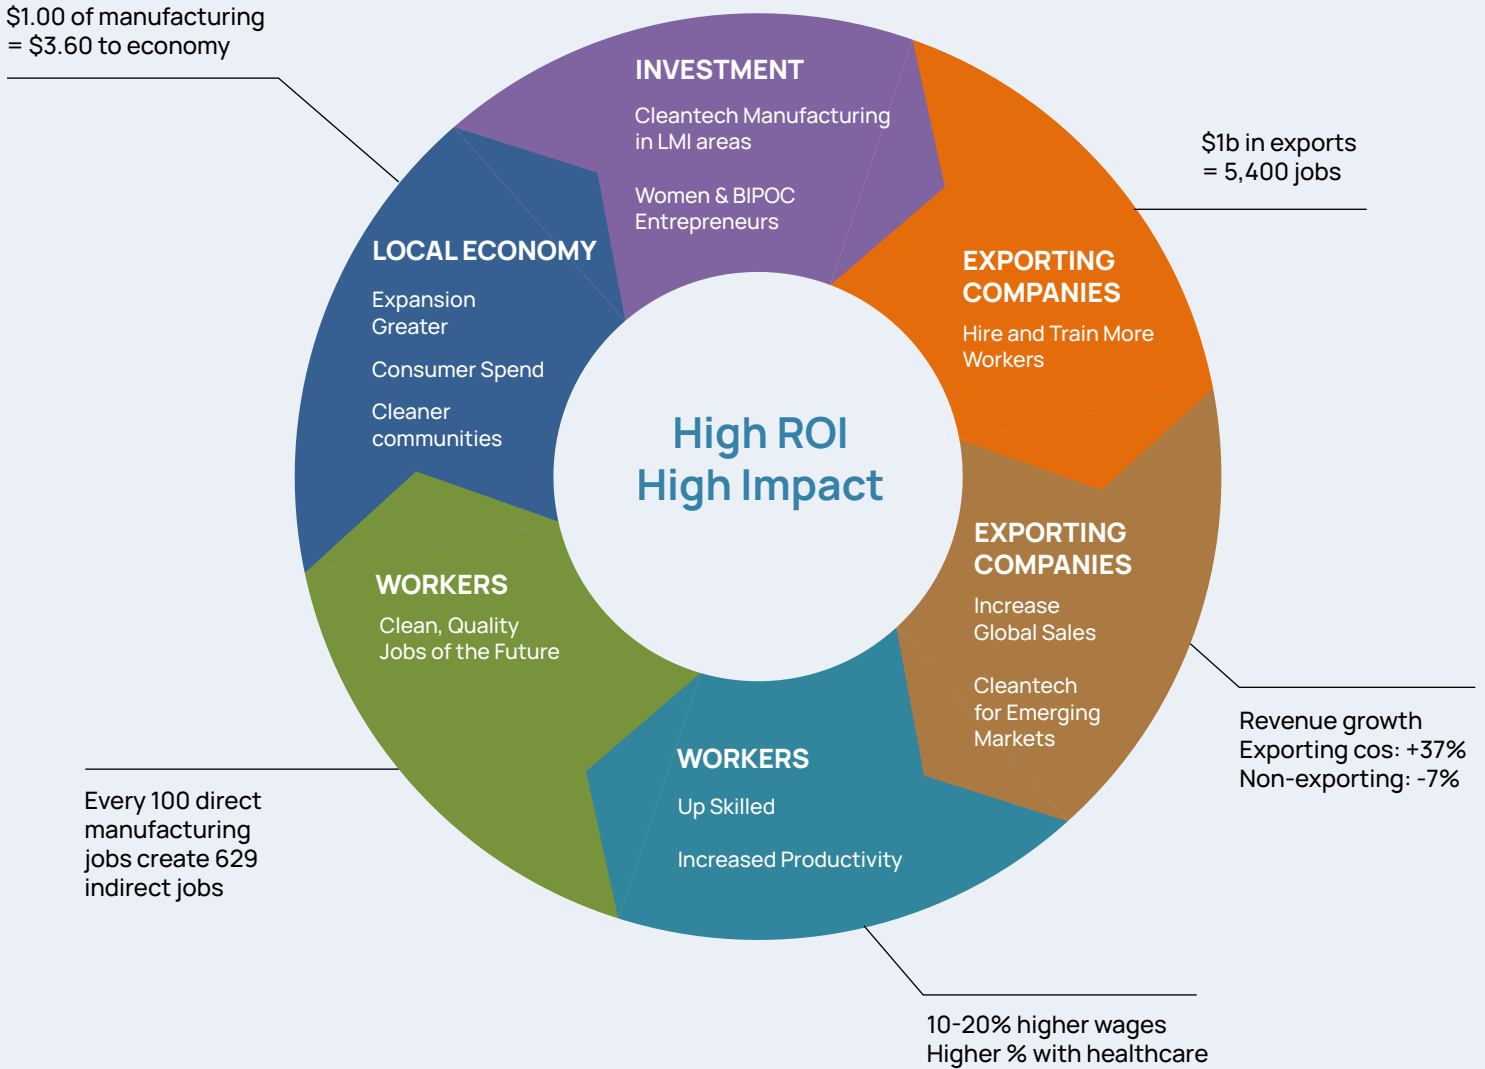 $1.00 of manufacturing
= $3.60 to economy
INVESTMENT
Cleantech Manufacturing
in LMI areas
Women & BIPOC
Entrepreneurs
$1b in exports
= 5,400 jobs
EXPORTING
COMPANIES
Hire and Train More
Workers
LOCAL ECONOMY
Expansion
Greater
Consumer Spend
Cleaner
communities
High ROI
High Impact
EXPORTING
COMPANIES
Increase
Global Sales
Cleantech
for Emerging
Markets
Revenue growth
Exporting cos: +37%
Non-exporting: -7%
WORKERS
Clean, Quality
Jobs of the Future
WORKERS
Up Skilled
Increased Productivity
Every 100 direct
manufacturing
jobs create 629
indirect jobs
10-20% higher wages
Higher % with healthcare